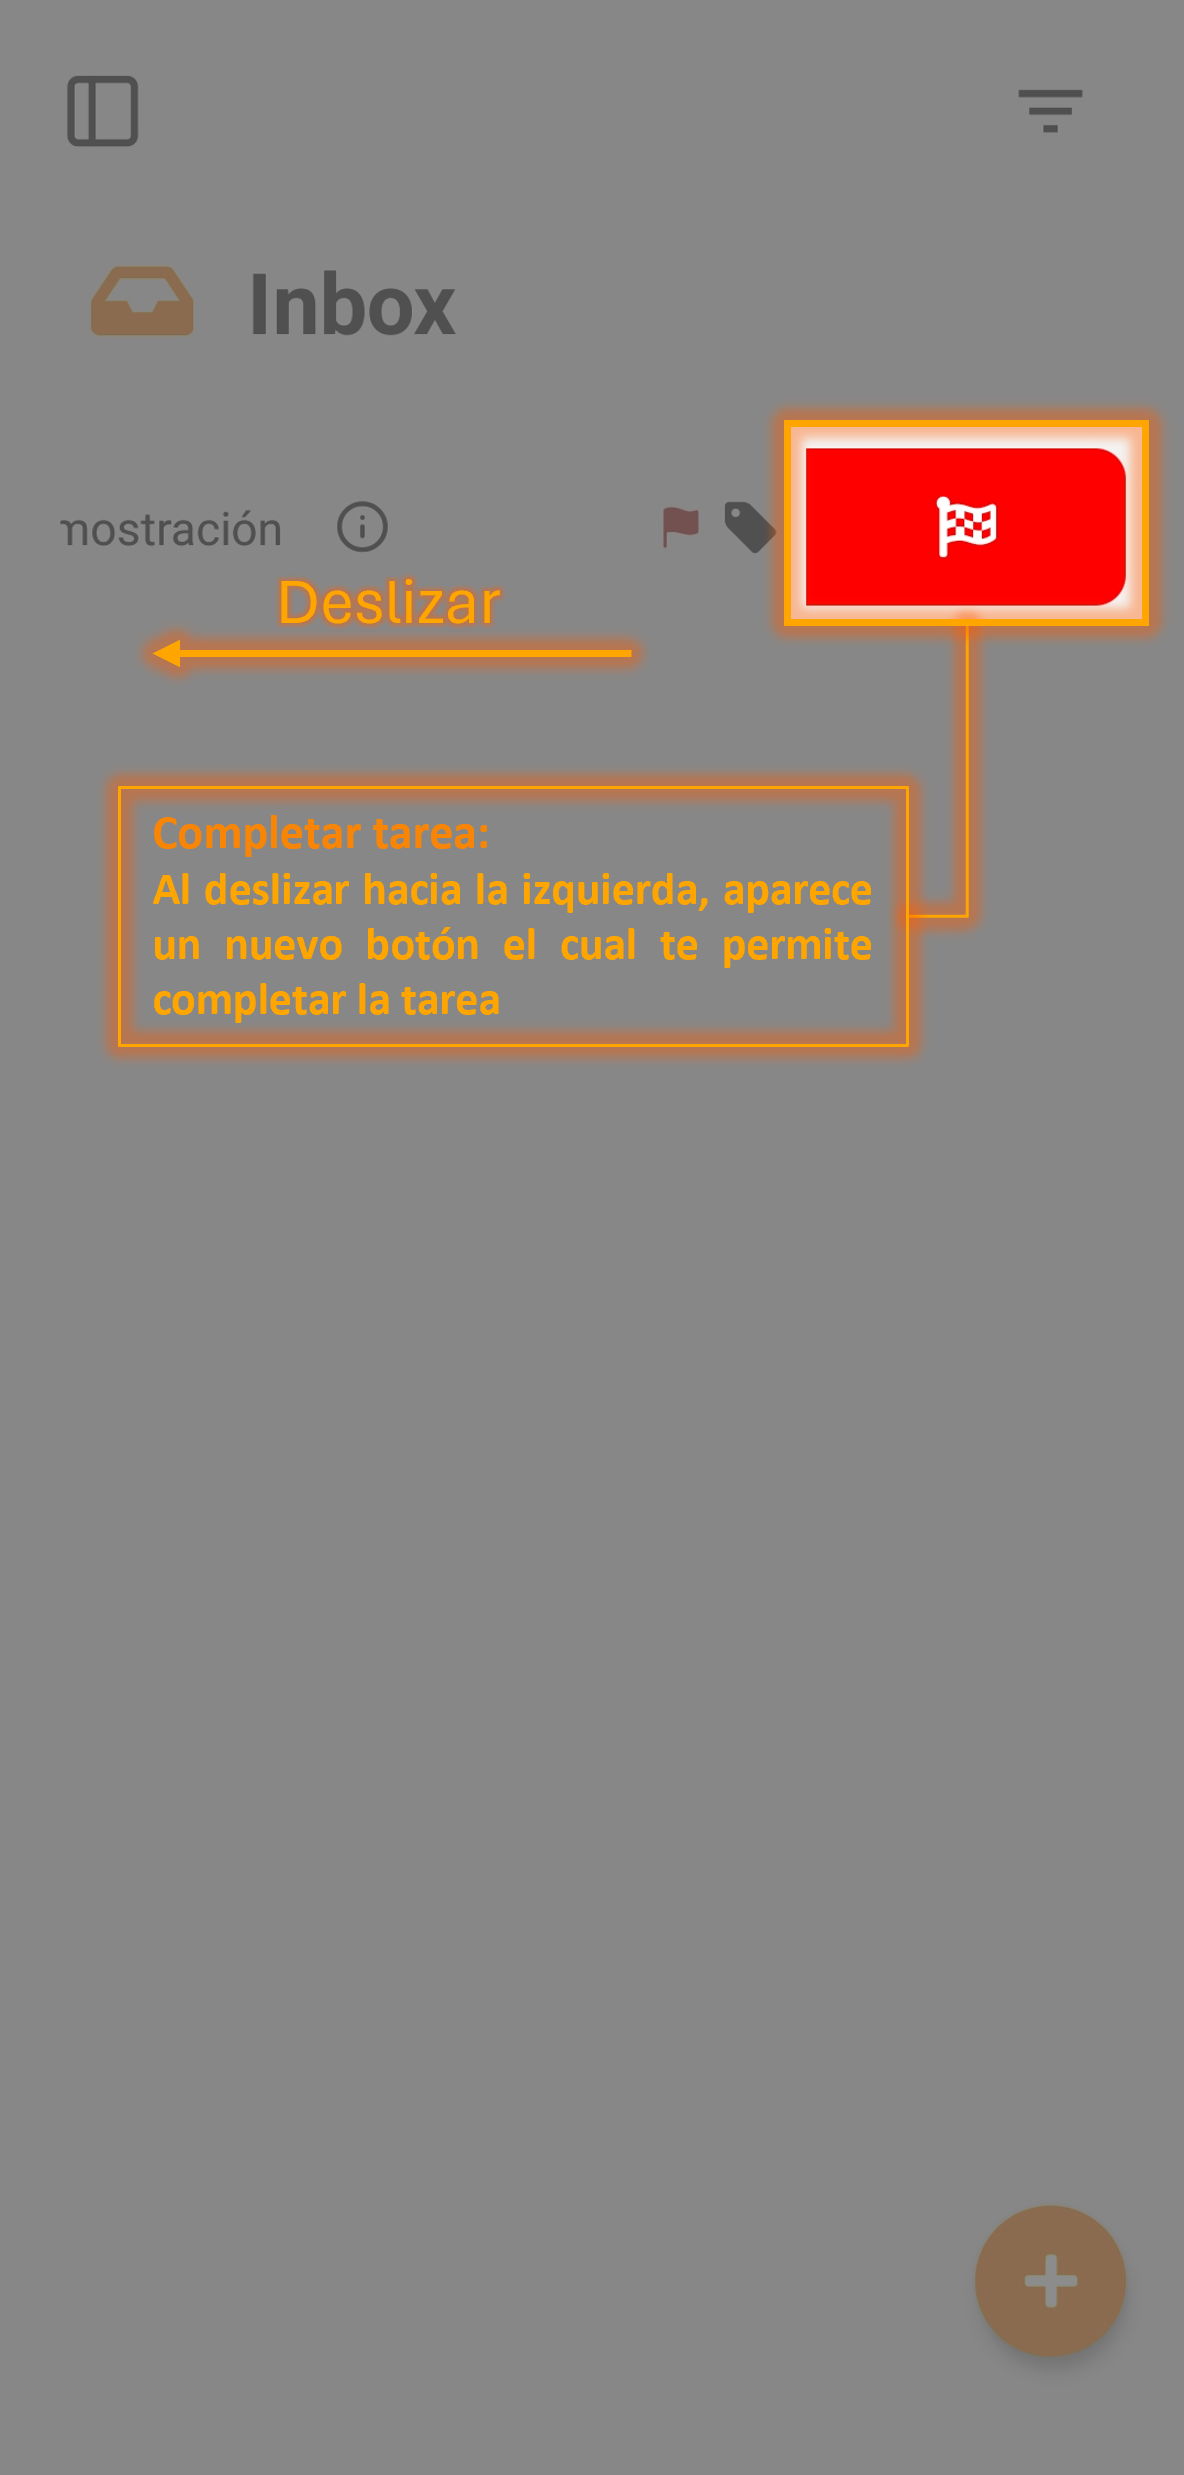 Inbox
mostración
Deslizar
Completar tarea:
Al deslizar hacia la izquierda, aparece
un nuevo botón el cual te permite
completar la tarea